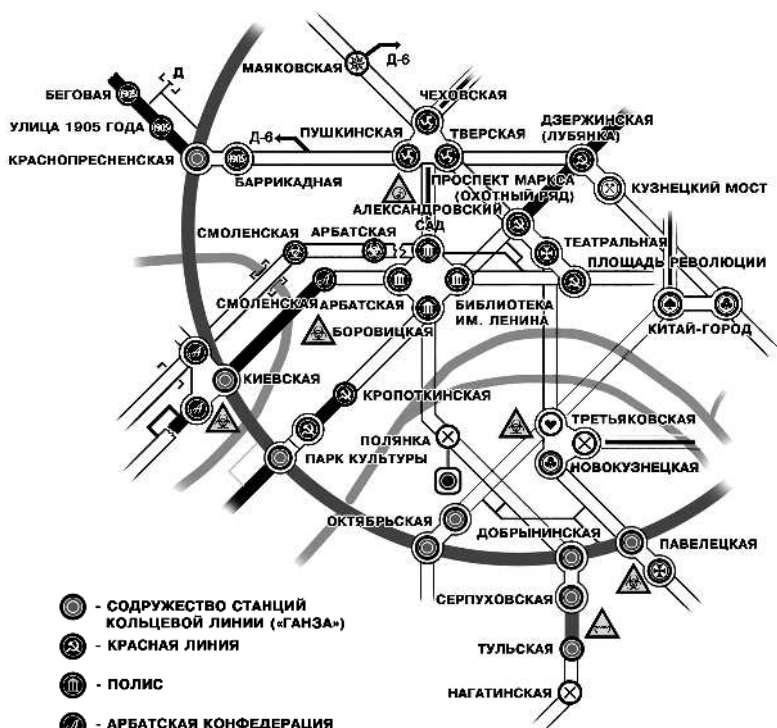 МАЯКОВСКАЯ
Д-6
Д
БЕГОВАЯ
ЧЕХОВСКАЯ
УЛИЦА 1905 ГОДА
Д-6
ПУШКИНСКАЯ
ТВЕРСКАЯ
ДЗЕРЖИНСКАЯ
(ЛУБЯНКА)
КРАСНОПРЕСНЕНСКАЯ
БАРРИКАДНАЯ
ПРОСПЕКТ МАРКСА
(ОХОТНЫЙ РЯД)
КУЗНЕЦКИЙ МОСТ
АЛЕКСАНДРОВСКИЙ
САД
СМОЛЕНСКАЯ
АРБАТСКАЯ
ТЕАТРАЛЬНАЯ
ПЛОЩАДЬ РЕВОЛЮЦИИ
СМОЛЕНСКАЯ
АРБАТСКАЯ
БИБЛИОТЕКА
ИМ. ЛЕНИНА
БОРОВИЦКАЯ
КИТАЙ-ГОРОД
КИЕВСКАЯ
КРОПОТКИНСКАЯ
ПОЛЯНКА
ТРЕТЬЯКОВСКАЯ
ПАРК КУЛЬТУРЫ
НОВОКУЗНЕЦКАЯ
ОКТЯБРЬСКАЯ
ДОБРЫНИНСКАЯ
ПАВЕЛЕЦКАЯ
СЕРПУХОВСКАЯ
ТУЛЬСКАЯ
НАГАТИНСКАЯ
- СОДРУЖЕСТВО СТАНЦИЙ
КОЛЬЦЕВОЙ ЛИНИИ («ГАНЗА»)
- КРАСНАЯ ЛИНИЯ
- ПОЛИС
- АРБАТСКАЯ КОНФЕДЕРАЦИЯ